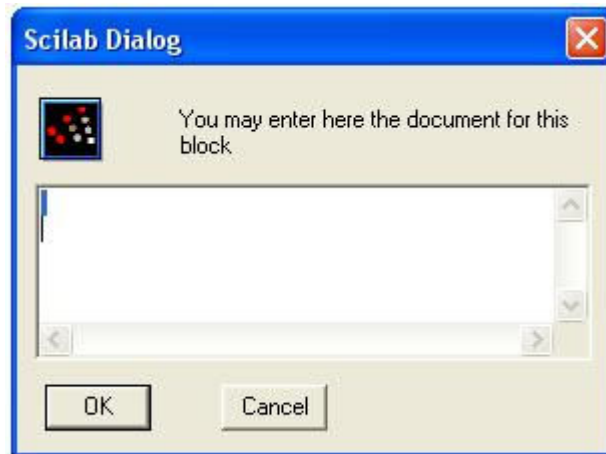 Scilab Dialog
You may enter here the document for this
block
OK
Cancel